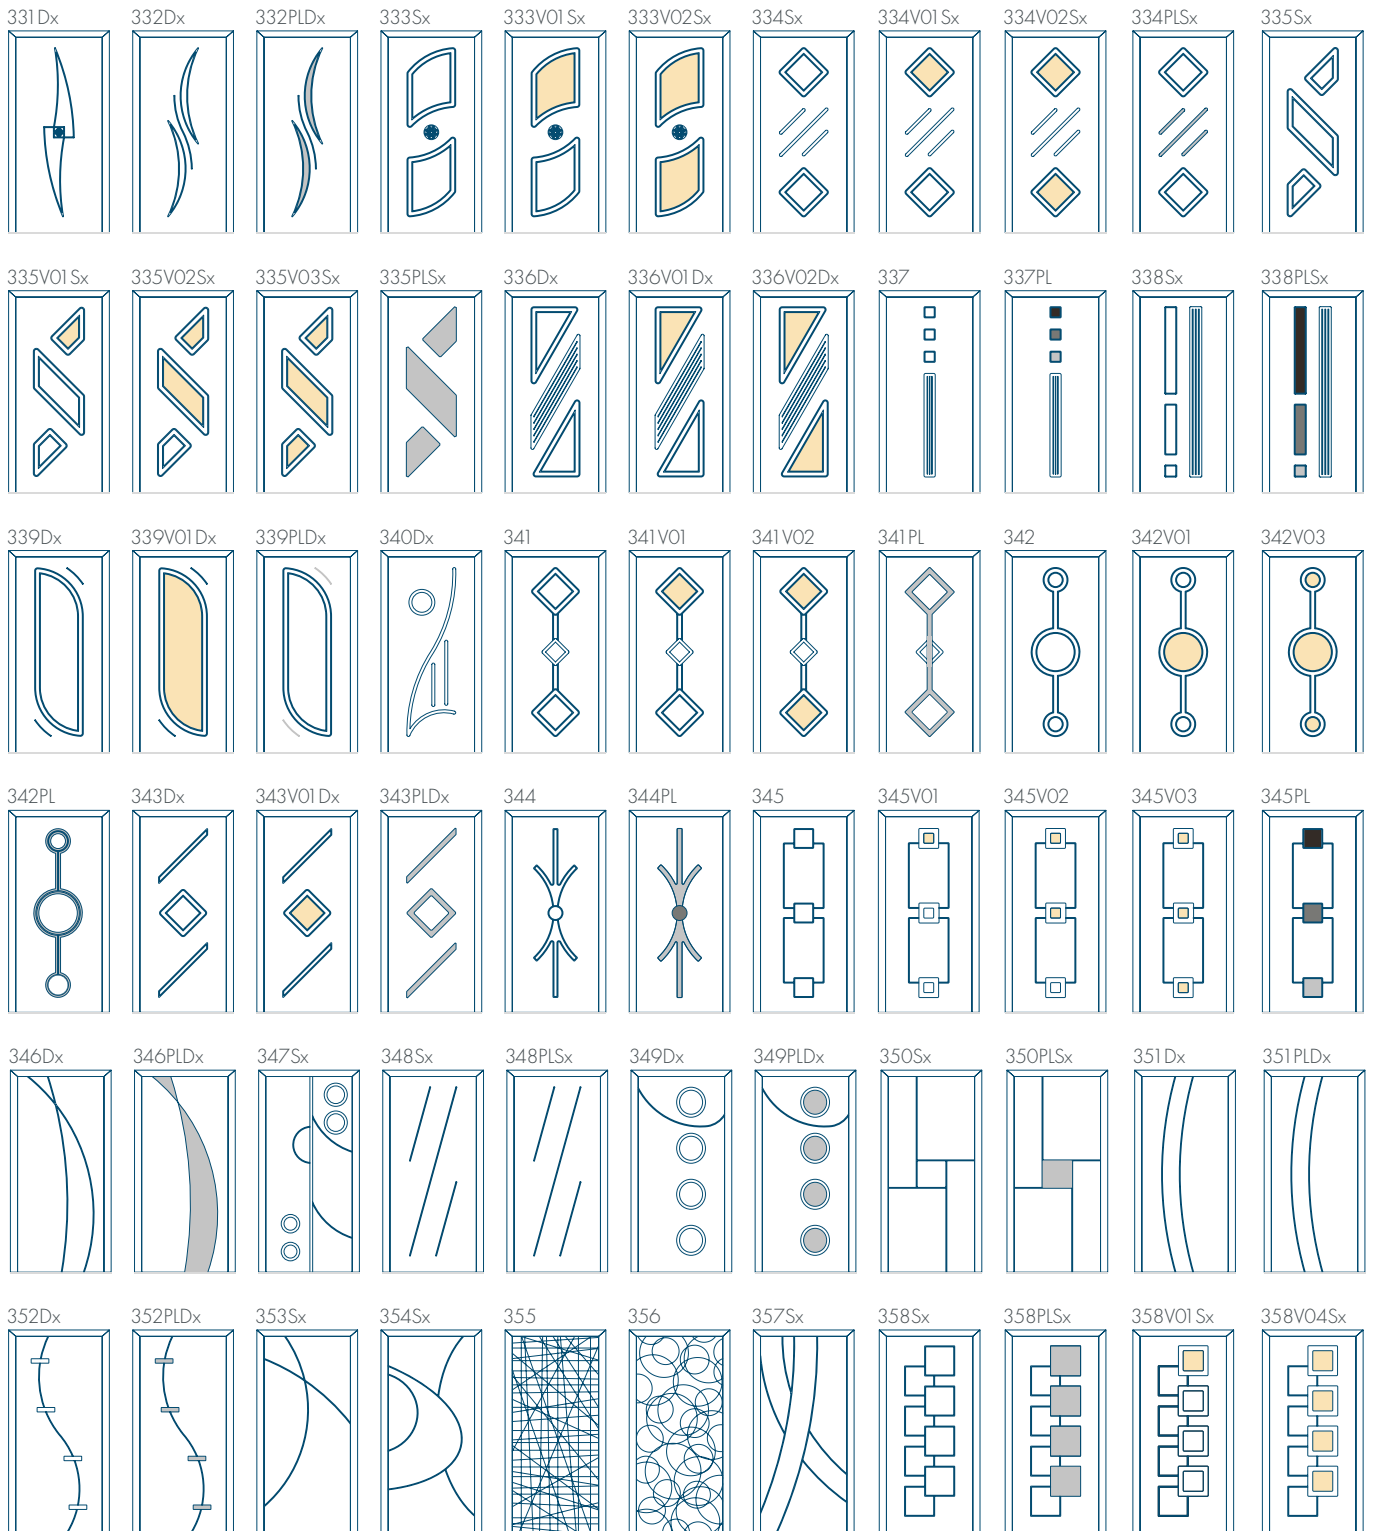 331Dx 332Dx 332PLDx 333Sx 333V01Sx 333V02Sx 334Sx 334V01Sx 334V02Sx 334PLSx 335Sx
335V01Sx 335V02Sx 335V03Sx 335PLSx 336Dx 336V01Dx 336V02Dx 337 337PL 338Sx 338PLSx
339Dx 339V01Dx 339PLDx 340Dx 341 341V01 341V02 341PL 342 342V01 342V03
342PL 343Dx 343V01Dx 343PLDx 344 344PL 345 345V01 345V02 345V03 345PL
346Dx 346PLDx 347Sx 348Sx 348PLSx 349Dx 349PLDx 350Sx 350PLSx 351Dx 351PLDx
352Dx 352PLDx 353Sx 354Sx 355 356 357Sx 358Sx 358PLSx 358V01Sx 358V04Sx